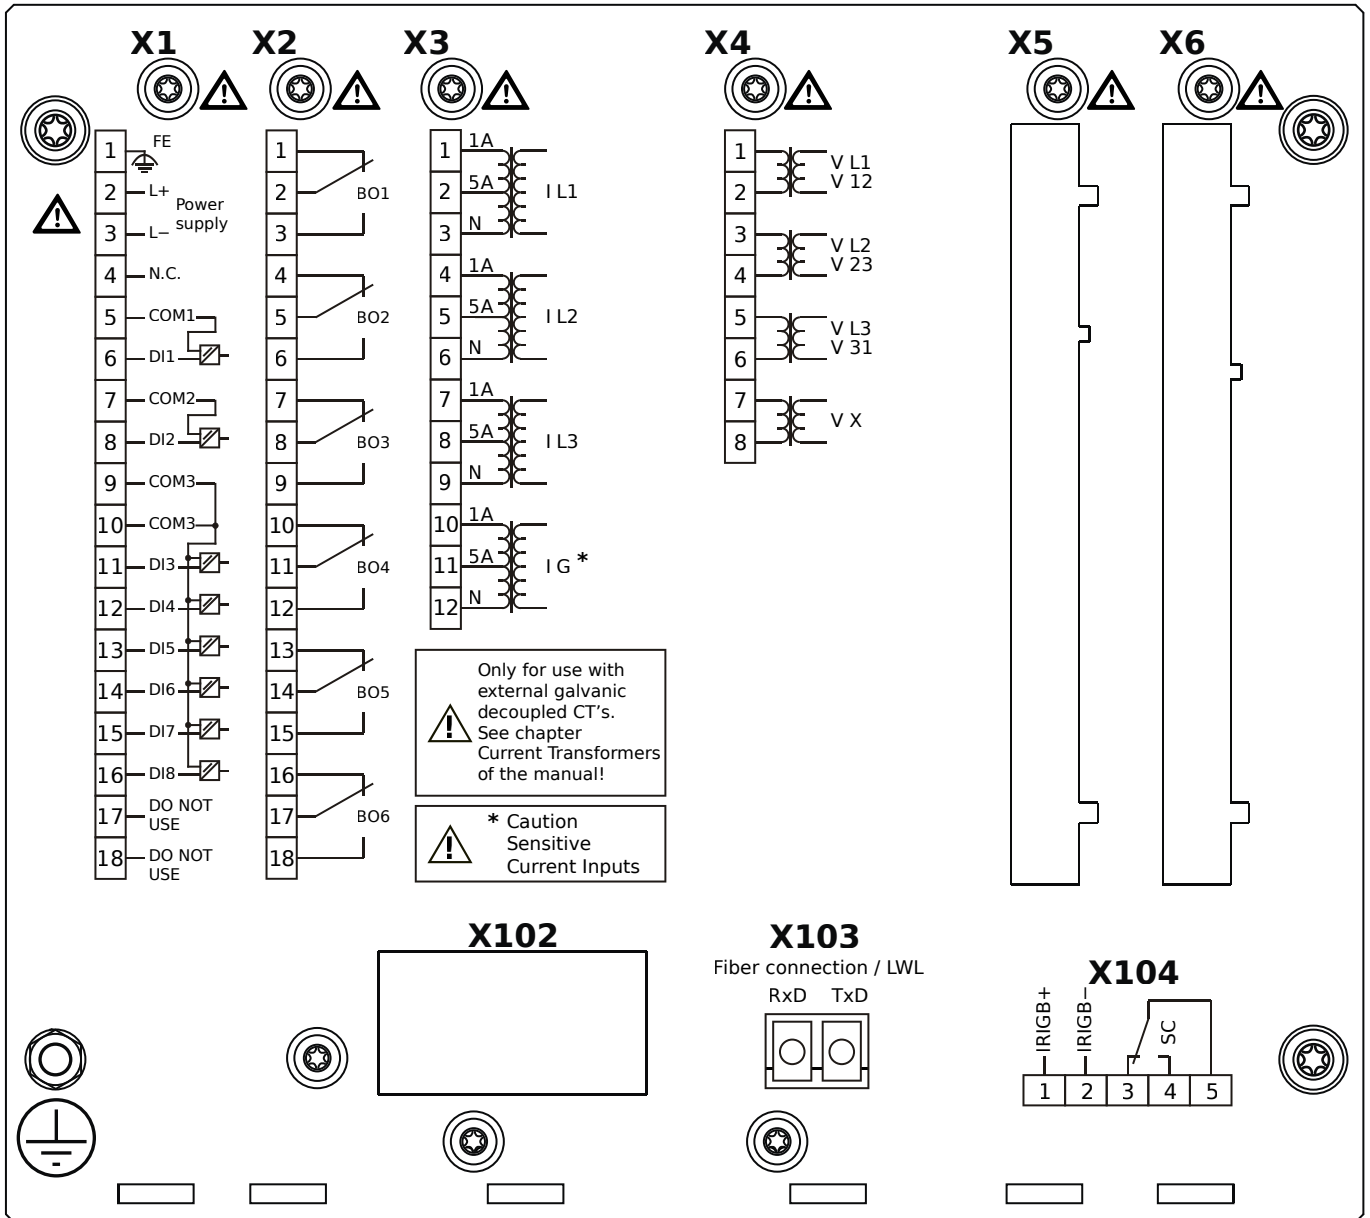 X1
X2
X3
X4
X5
X6
1
FE
2
L+
Power
supply
3
L−
4
N.C.
5
COM1
6
DI1
7
COM2
8
DI2
9
COM3
10
COM3
11
DI3
12
DI4
13
DI5
14
DI6
15
DI7
16
DI8
17
DO NOT
USE
18
DO NOT
USE
1
2
BO1
3
4
5
BO2
6
7
8
BO3
9
10
11
BO4
12
13
14
BO5
15
16
17
BO6
18
1
1A
2
5A
I L1
3
N
4
1A
5
5A
I L2
6
N
7
1A
8
5A
I L3
9
N
10
1A
11
5A
I G *
12
N
Only for use with
external galvanic
decoupled CT's.
See chapter
Current Transformers
of the manual!
* Caution
Sensitive
Current Inputs
1
V L1
2
V 12
3
V L2
4
V 23
5
V L3
6
V 31
7
V X
8
X102
X103
Fiber connection / LWL
RxD TxD
X104
IRIGB+
IRIGB−
SC
1 2 3 4 5